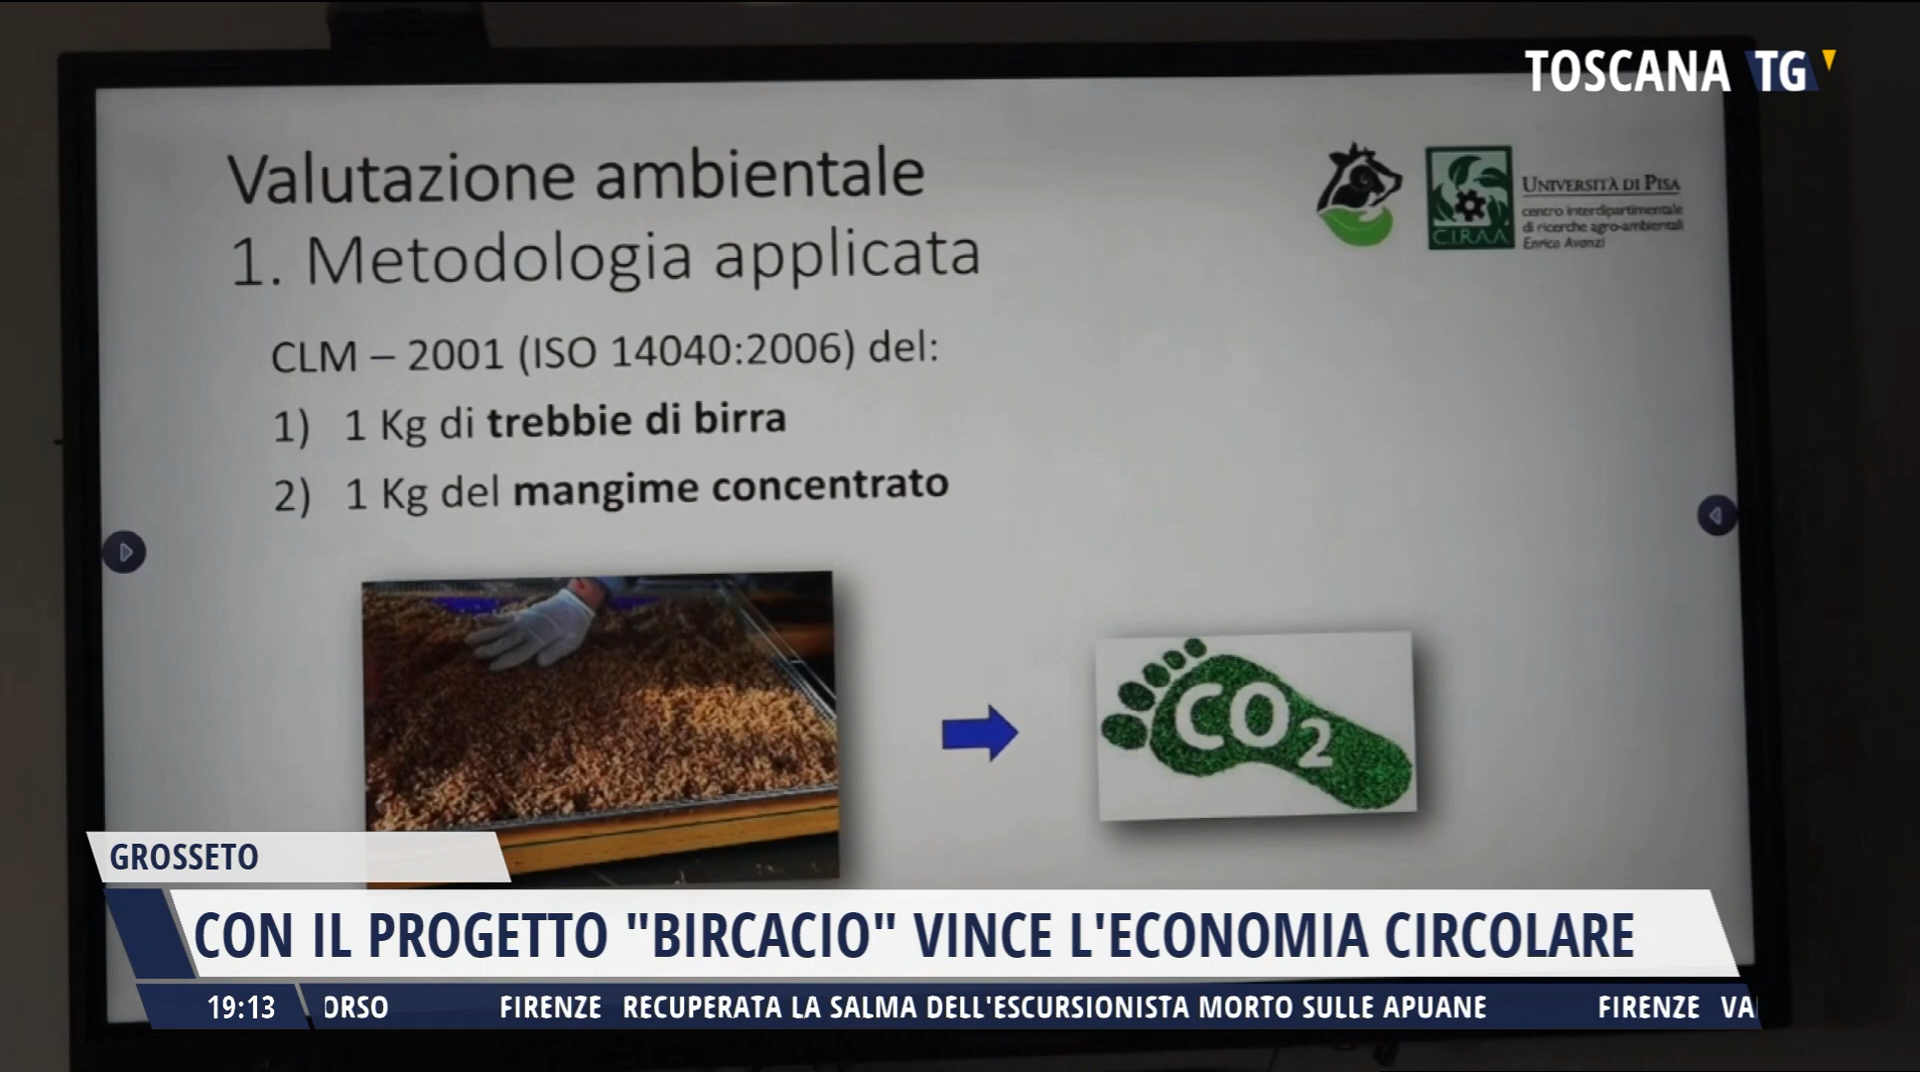 TOSCANA TG
Valutazione ambientale
1. Metodologia applicata
UNIVERSITÀ DI PISA
centro interdipartimentale
di ricerche agro-ambientali
Enrico Avanzi
C.I.R.A.A.
CLM – 2001 (ISO 14040:2006) del:
1) 1 Kg di trebbie di birra
2) 1 Kg del mangime concentrato
CO2
GROSSETO
CON IL PROGETTO "BIRCACIO" VINCE L'ECONOMIA CIRCOLARE
19:13 ORSO FIRENZE RECUPERATA LA SALMA DELL'ESCURSIONISTA MORTO SULLE APUANE FIRENZE VA